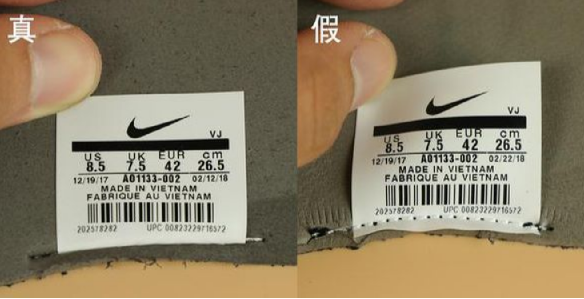 真
VJ
US UK EUR cm
8.5 7.5 42 26.5
12/19/17 A01133-002 02/12/18
MADE IN VIETNAM
FABRIQUE AU VIETNAM
202578282 UPC 00823229716572
假
VJ
US UK EUR cm
8.5 7.5 42 26.5
12/19/17 A01133-002 02/22/18
MADE IN VIETNAM
FABRIQUE AU VIETNAM
202578282 UPC 00823229716572